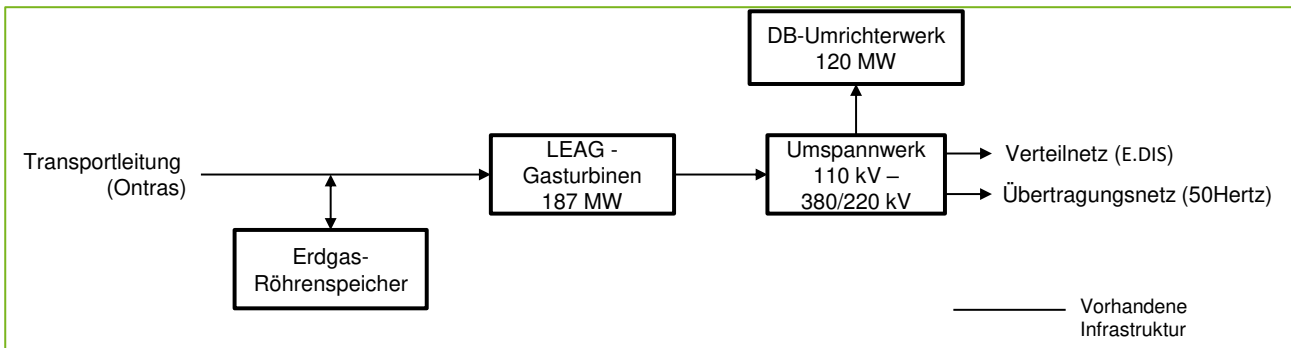 DB-Umrichterwerk
120 MW
Transportleitung
(Ontras)
LEAG -
Gasturbinen
187 MW
Umspannwerk
110 kV –
380/220 kV
Verteilnetz (E.DIS)
Übertragungsnetz (50Hertz)
Erdgas-
Röhrenspeicher
Vorhandene
Infrastruktur